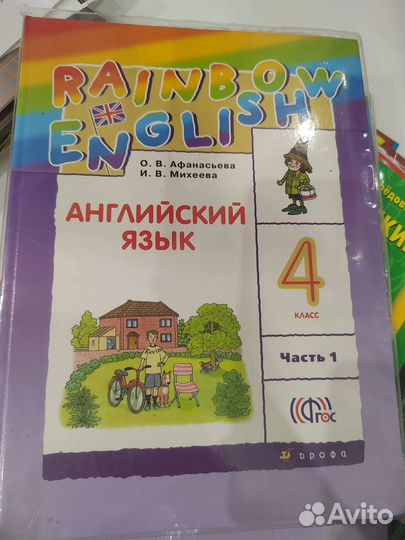 RAINBOW
ENGLISH
О. В. Афанасьева
И. В. Михеева
АНГЛИЙСКИЙ
ЯЗЫК
4
КЛАСС
Часть 1
ФГОС
дрофа
Avito